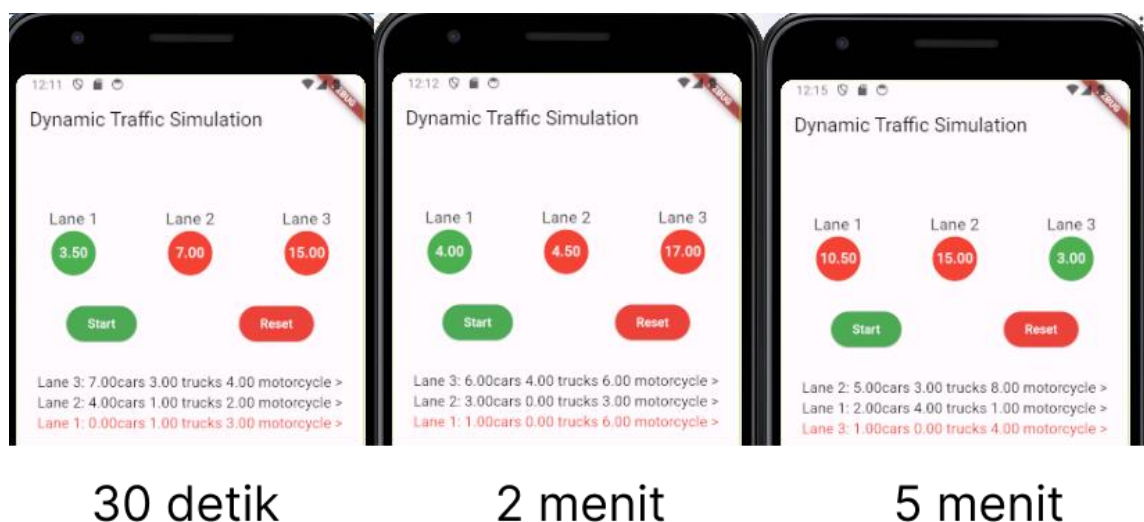 12:11
Dynamic Traffic Simulation
Lane 1 Lane 2 Lane 3
3.50 7.00 15.00
Start Reset
Lane 3: 7.00cars 3.00 trucks 4.00 motorcycle >
Lane 2: 4.00cars 1.00 trucks 2.00 motorcycle >
Lane 1: 0.00cars 1.00 trucks 3.00 motorcycle >
30 detik
12:12
Dynamic Traffic Simulation
Lane 1 Lane 2 Lane 3
4.00 4.50 17.00
Start Reset
Lane 3: 6.00cars 4.00 trucks 6.00 motorcycle >
Lane 2: 3.00cars 0.00 trucks 3.00 motorcycle >
Lane 1: 1.00cars 0.00 trucks 6.00 motorcycle >
2 menit
12:15
Dynamic Traffic Simulation
Lane 1 Lane 2 Lane 3
10.50 15.00 3.00
Start Reset
Lane 2: 5.00cars 3.00 trucks 8.00 motorcycle >
Lane 1: 2.00cars 4.00 trucks 1.00 motorcycle >
Lane 3: 1.00cars 0.00 trucks 4.00 motorcycle >
5 menit